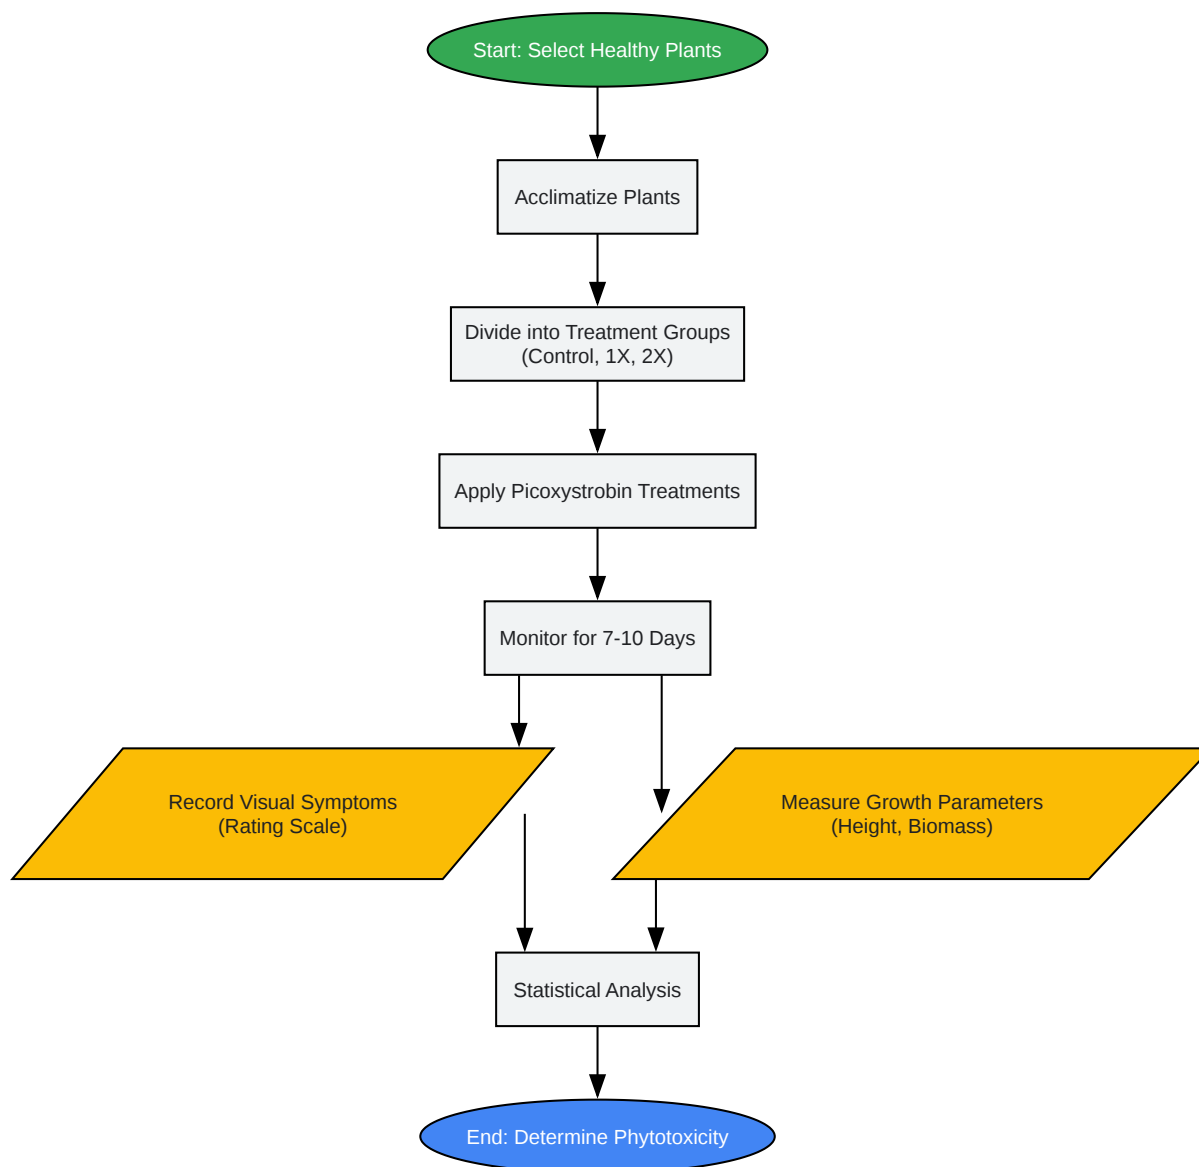 Start: Select Healthy Plants
Acclimatize Plants
Divide into Treatment Groups
(Control, 1X, 2X)
Apply Picoxystrobin Treatments
Monitor for 7-10 Days
Record Visual Symptoms
(Rating Scale)
Measure Growth Parameters
(Height, Biomass)
Statistical Analysis
End: Determine Phytotoxicity